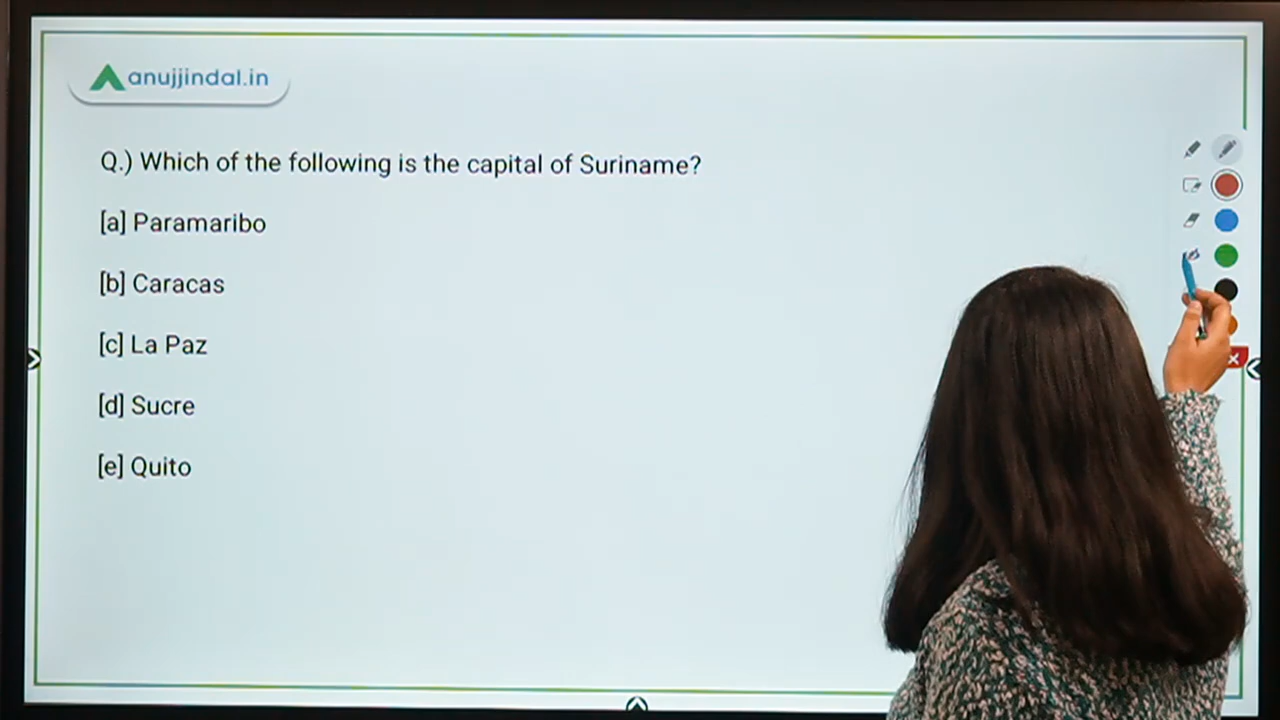 anujjindal.in
Q.) Which of the following is the capital of Suriname?
[a] Paramaribo
[b] Caracas
[c] La Paz
[d] Sucre
[e] Quito